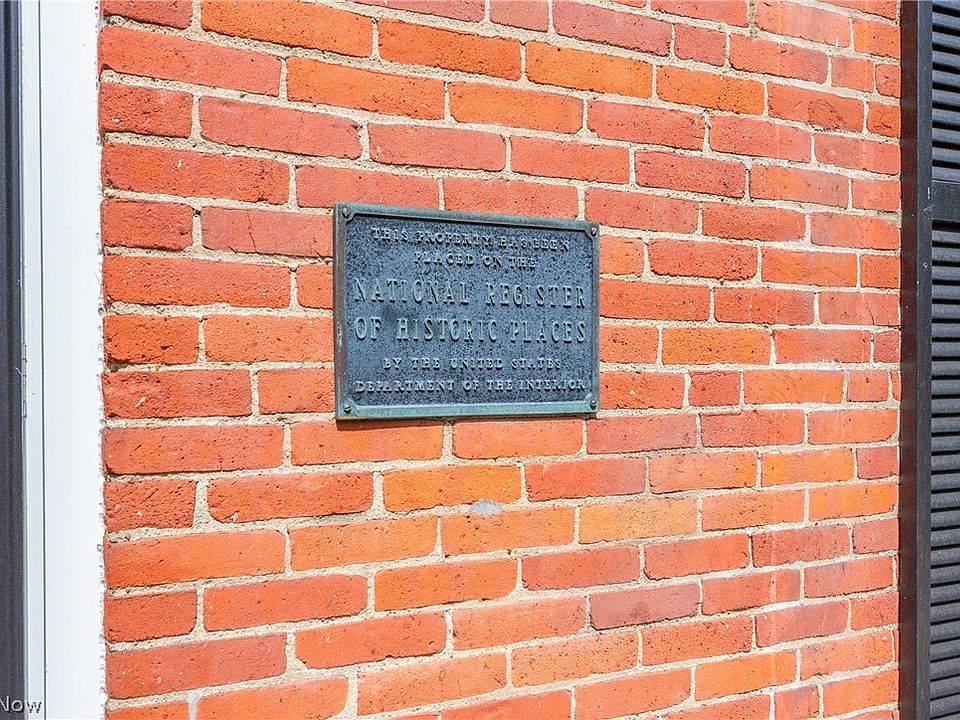 THIS PROPERTY HAS BEEN
PLACED ON THE
NATIONAL REGISTER
OF HISTORIC PLACES
BY THE UNITED STATES
DEPARTMENT OF THE INTERIOR
Now